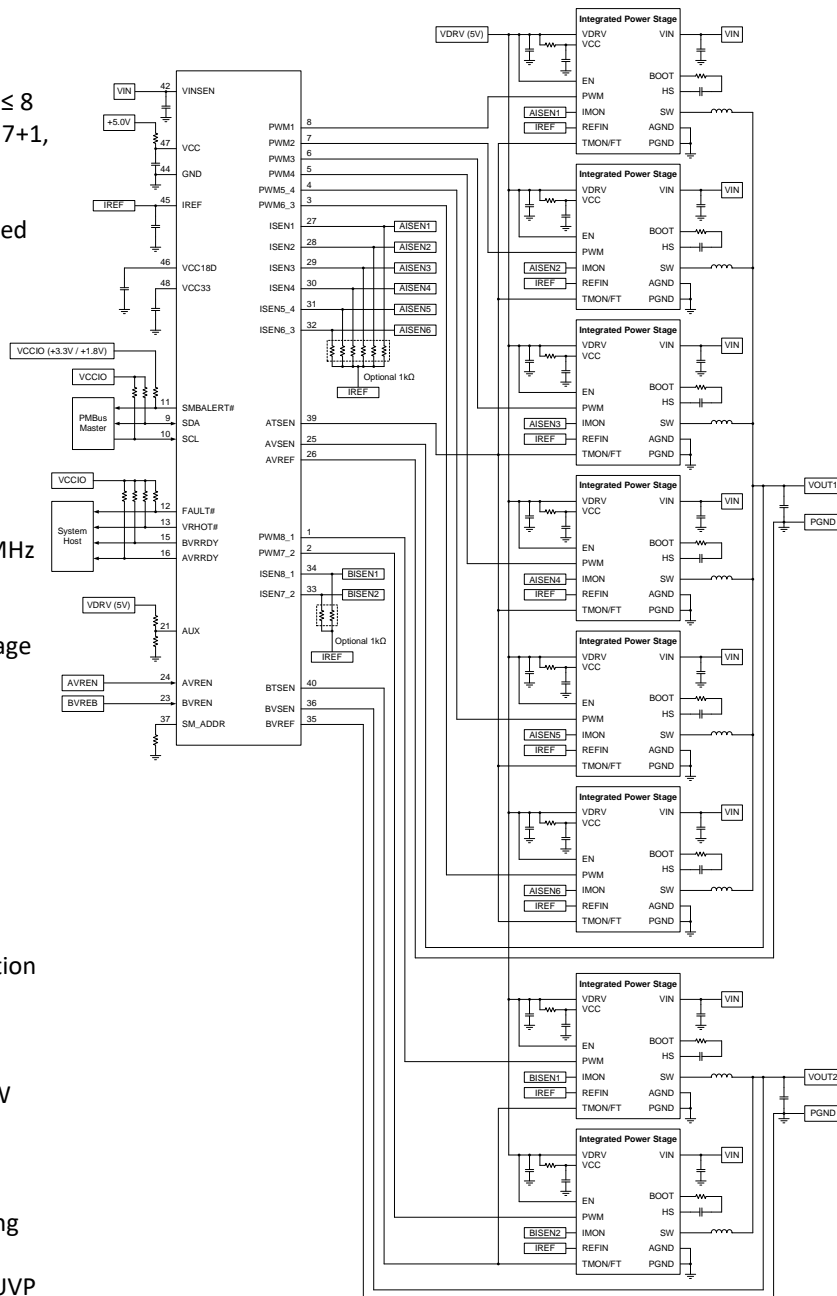 ≤ 8
7+1,
ed
MHz
age
tion
W
ng
UVP
VIN
42
VINSEN
+5.0V
47
VCC
44
GND
IREF
45
IREF
46
VCC18D
48
VCC33
VCCIO (+3.3V / +1.8V)
VCCIO
PMBus
Master
11
SMBALERT#
9
SDA
10
SCL
VCCIO
System
Host
12
FAULT#
13
VRHOT#
15
BVRRDY
16
AVRRDY
VDRV (5V)
21
AUX
AVREN
24
AVREN
BVREB
23
BVREN
37
SM_ADDR
PWM1
8
PWM2
7
PWM3
6
PWM4
5
PWM5_4
4
PWM6_3
3
ISEN1
27
AISEN1
ISEN2
28
AISEN2
ISEN3
29
AISEN3
ISEN4
30
AISEN4
ISEN5_4
31
AISEN5
ISEN6_3
32
AISEN6
Optional 1kΩ
IREF
ATSEN
39
AVSEN
25
AVREF
26
PWM8_1
1
PWM7_2
2
ISEN8_1
34
BISEN1
ISEN7_2
33
BISEN2
Optional 1kΩ
IREF
BTSEN
40
BVSEN
36
BVREF
35
VDRV (5V)
Integrated Power Stage
VDRV
VIN
VIN
VCC
BOOT
EN
HS
PWM
AISEN1
IMON
SW
IREF
REFIN
AGND
TMON/FT
PGND
Integrated Power Stage
VDRV
VIN
VIN
VCC
BOOT
EN
HS
PWM
AISEN2
IMON
SW
IREF
REFIN
AGND
TMON/FT
PGND
Integrated Power Stage
VDRV
VIN
VIN
VCC
BOOT
EN
HS
PWM
AISEN3
IMON
SW
IREF
REFIN
AGND
TMON/FT
PGND
Integrated Power Stage
VDRV
VIN
VIN
VCC
BOOT
EN
HS
PWM
AISEN4
IMON
SW
IREF
REFIN
AGND
TMON/FT
PGND
VOUT1
PGND
Integrated Power Stage
VDRV
VIN
VIN
VCC
BOOT
EN
HS
PWM
AISEN5
IMON
SW
IREF
REFIN
AGND
TMON/FT
PGND
Integrated Power Stage
VDRV
VIN
VIN
VCC
BOOT
EN
HS
PWM
AISEN6
IMON
SW
IREF
REFIN
AGND
TMON/FT
PGND
Integrated Power Stage
VDRV
VIN
VIN
VCC
BOOT
EN
HS
PWM
BISEN1
IMON
SW
IREF
REFIN
AGND
TMON/FT
PGND
VOUT2
PGND
Integrated Power Stage
VDRV
VIN
VIN
VCC
BOOT
EN
HS
PWM
BISEN2
IMON
SW
IREF
REFIN
AGND
TMON/FT
PGND